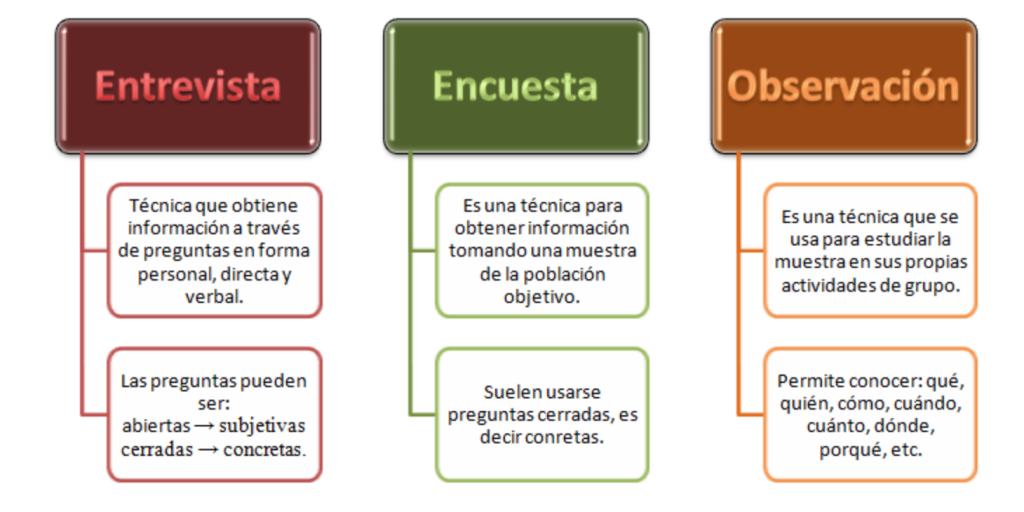 Entrevista
Técnica que obtiene
información a través
de preguntas en forma
personal, directa y
verbal.
Las preguntas pueden
ser:
abiertas → subjetivas
cerradas → concretas.
Encuesta
Es una técnica para
obtener información
tomando una muestra
de la población
objetivo.
Suelen usarse
preguntas cerradas, es
decir conretas.
Observación
Es una técnica que se
usa para estudiar la
muestra en sus propias
actividades de grupo.
Permite conocer: qué,
quién, cómo, cuándo,
cuánto, dónde,
porqué, etc.